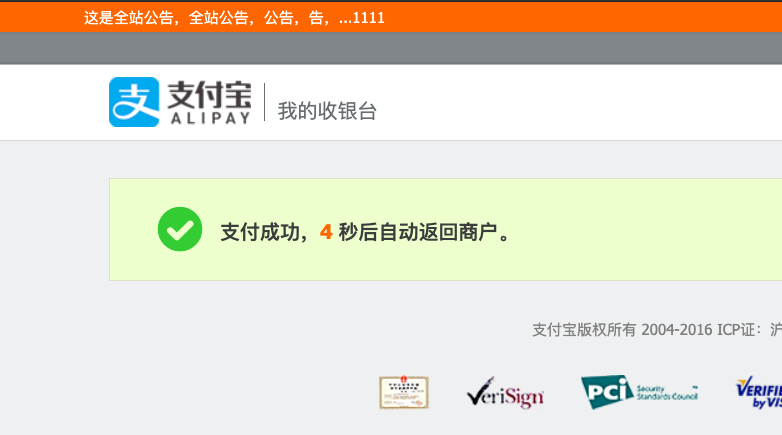 这是全站公告，全站公告，公告，告，...1111
支付宝
ALIPAY
我的收银台
支付成功，4 秒后自动返回商户。
支付宝版权所有 2004-2016 ICP证：沪
VeriSign
PCI Security
Standards Council
VERIFIE
by VIS